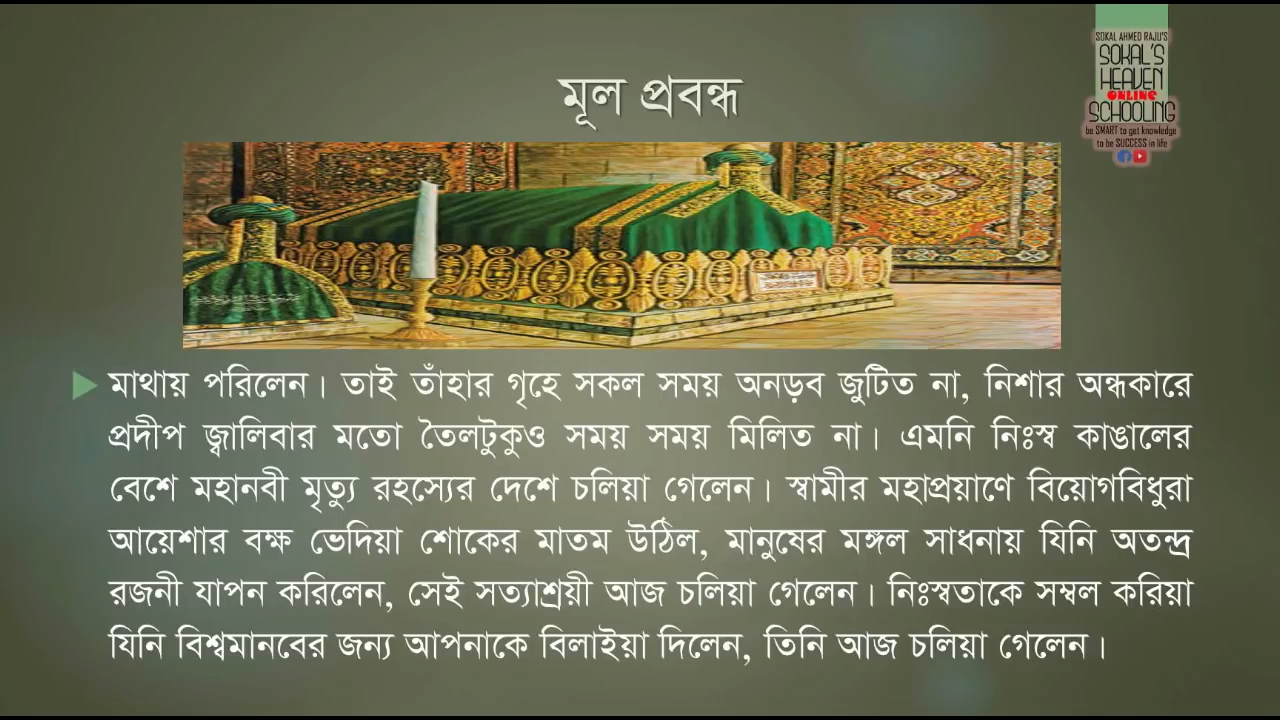 SOKAL AHMED RAJU'S
SOKAL'S
HEAVEN
ONLINE
SCHOOLING
be SMART to get knowledge
to be SUCCESS in life
মূল প্রবন্ধ
মাথায় পরিলেন। তাই তাঁহার গৃহে সকল সময় অনড়ব জুটিত না, নিশার অন্ধকারে
প্রদীপ জ্বালিবার মতো তৈলটুকুও সময় সময় মিলিত না। এমনি নিঃস্ব কাঙালের
বেশে মহানবী মৃত্যু রহস্যের দেশে চলিয়া গেলেন। স্বামীর মহাপ্রয়াণে বিয়োগবিধুরা
আয়েশার বক্ষ ভেদিয়া শোকের মাতম উঠিল, মানুষের মঙ্গল সাধনায় যিনি অতন্দ্র
রজনী যাপন করিলেন, সেই সত্যাশ্রয়ী আজ চলিয়া গেলেন। নিঃস্বতাকে সম্বল করিয়া
যিনি বিশ্বমানবের জন্য আপনাকে বিলাইয়া দিলেন, তিনি আজ চলিয়া গেলেন।